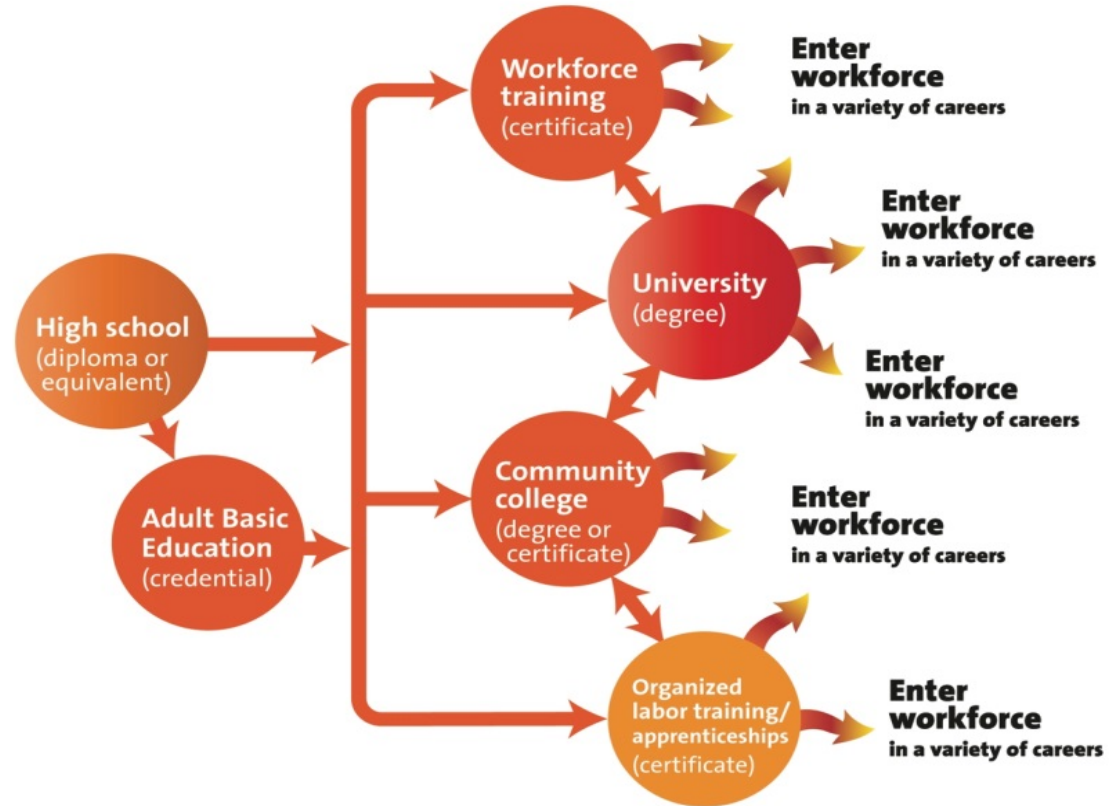 High school
(diploma or
equivalent)
Adult Basic
Education
(credential)
Workforce
training
(certificate)
Enter
workforce
in a variety of careers
University
(degree)
Enter
workforce
in a variety of careers
Enter
workforce
in a variety of careers
Community
college
(degree or
certificate)
Enter
workforce
in a variety of careers
Organized
labor training/
apprenticeships
(certificate)
Enter
workforce
in a variety of careers